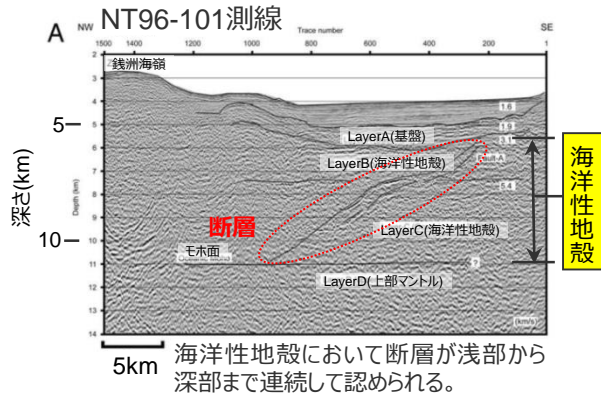 A NW NT96-101測線 Trace number SE
1500 1400 1200 1000 800 600 400 200 1
銭洲海嶺
2
3
4
5
6
7
8
9
10
11
12
13
14
5
10
深さ(km)
Depth (km)
1.6
1.9
3.1
LayerA(基盤)
LayerB(海洋性地殻)
Fault-A
5.4
断層
LayerC(海洋性地殻)
モホ面
?
LayerD(上部マントル)
(km/s)
海洋性地殻
5km
海洋性地殻において断層が浅部から
深部まで連続して認められる。